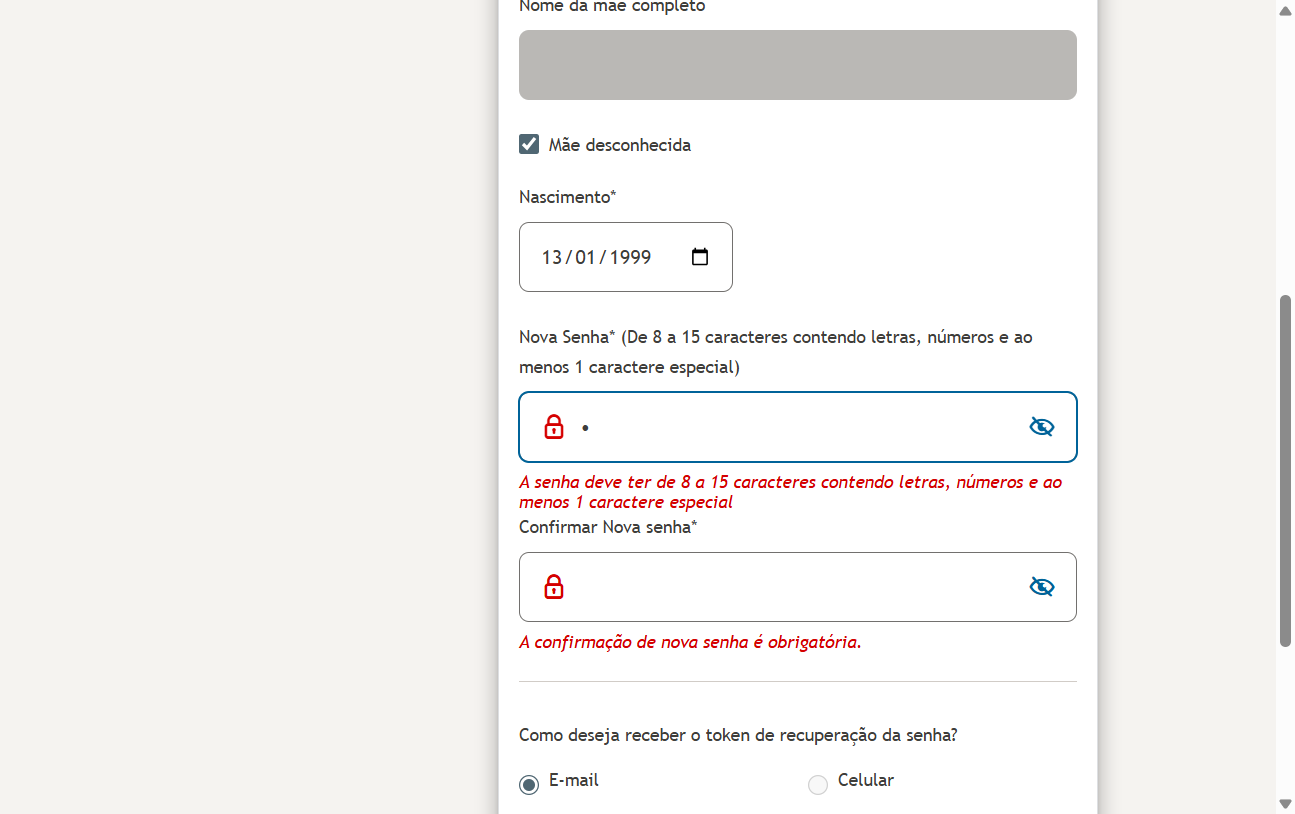 Nome da mãe completo
Mãe desconhecida
Nascimento*
13/01/1999
Nova Senha* (De 8 a 15 caracteres contendo letras, números e ao
menos 1 caractere especial)
•
A senha deve ter de 8 a 15 caracteres contendo letras, números e ao
menos 1 caractere especial
Confirmar Nova senha*
A confirmação de nova senha é obrigatória.
Como deseja receber o token de recuperação da senha?
E-mail
Celular